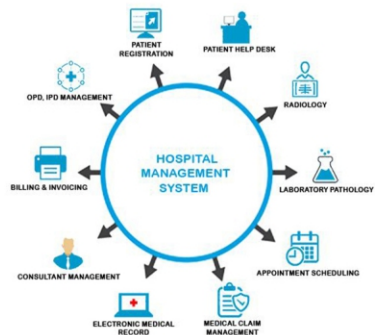 PATIENT
REGISTRATION
PATIENT HELP DESK
OPD, IPD MANAGEMENT
RADIOLOGY
HOSPITAL
MANAGEMENT
SYSTEM
BILLING & INVOICING
LABORATORY PATHOLOGY
CONSULTANT MANAGEMENT
APPOINTMENT SCHEDULING
ELECTRONIC MEDICAL
RECORD
MEDICAL CLAIM
MANAGEMENT